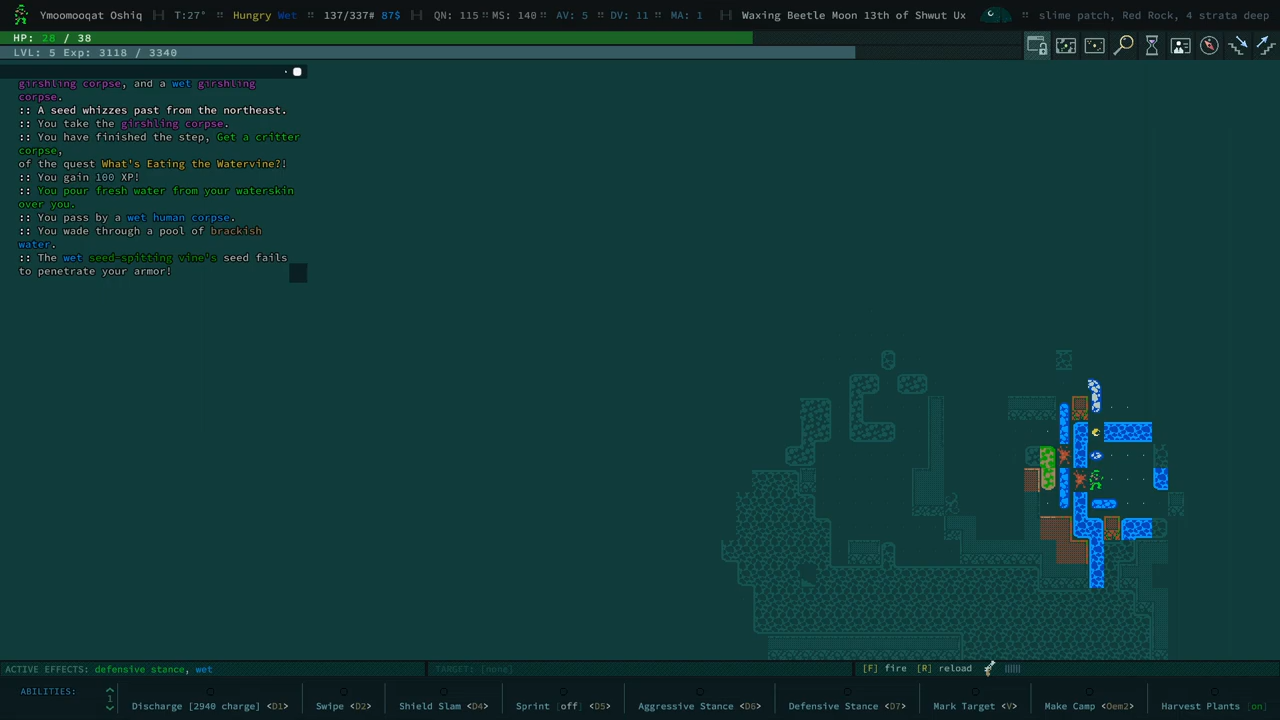 Ymoomooqat Oshiq T:27° Hungry Wet 137/337# 87$ QN: 115 MS: 140 AV: 5 DV: 11 MA: 1 Waxing Beetle Moon 13th of Shwut Ux slime patch, Red Rock, 4 strata deep
HP: 28 / 38
LVL: 5 Exp: 3118 / 3340
girshling corpse, and a wet girshling
corpse.
:: A seed whizzes past from the northeast.
:: You take the girshling corpse.
:: You have finished the step, Get a critter
corpse,
of the quest What's Eating the Watervine?!
:: You gain 100 XP!
:: You pour fresh water from your waterskin
over you.
:: You pass by a wet human corpse.
:: You wade through a pool of brackish
water.
:: The wet seed-spitting vine's seed fails
to penetrate your armor!
ACTIVE EFFECTS: defensive stance, wet
TARGET: [none]
[F] fire [R] reload
ABILITIES: 1 Discharge [2940 charge] <D1> Swipe <D2> Shield Slam <D4> Sprint [off] <D5> Aggressive Stance <D6> Defensive Stance <D7> Mark Target <V> Make Camp <Oem2> Harvest Plants [on]